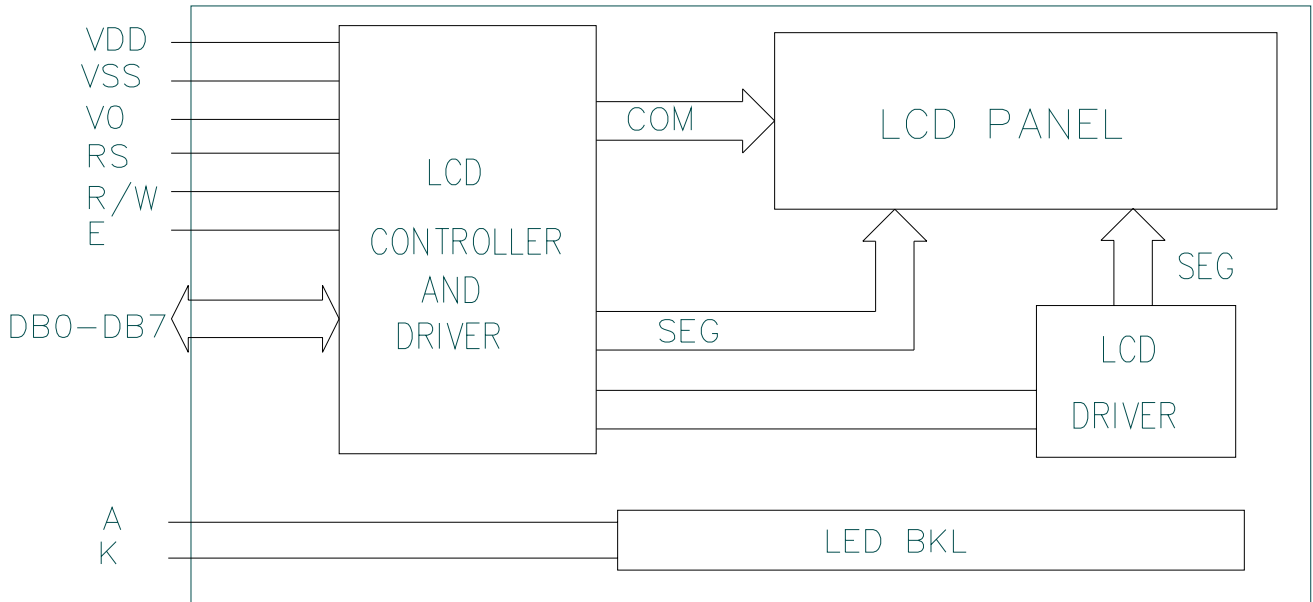 VDD
VSS
V0
RS
R/W
E
DB0-DB7
LCD
CONTROLLER
AND
DRIVER
COM
LCD PANEL
SEG
SEG
LCD
DRIVER
A
K
LED BKL